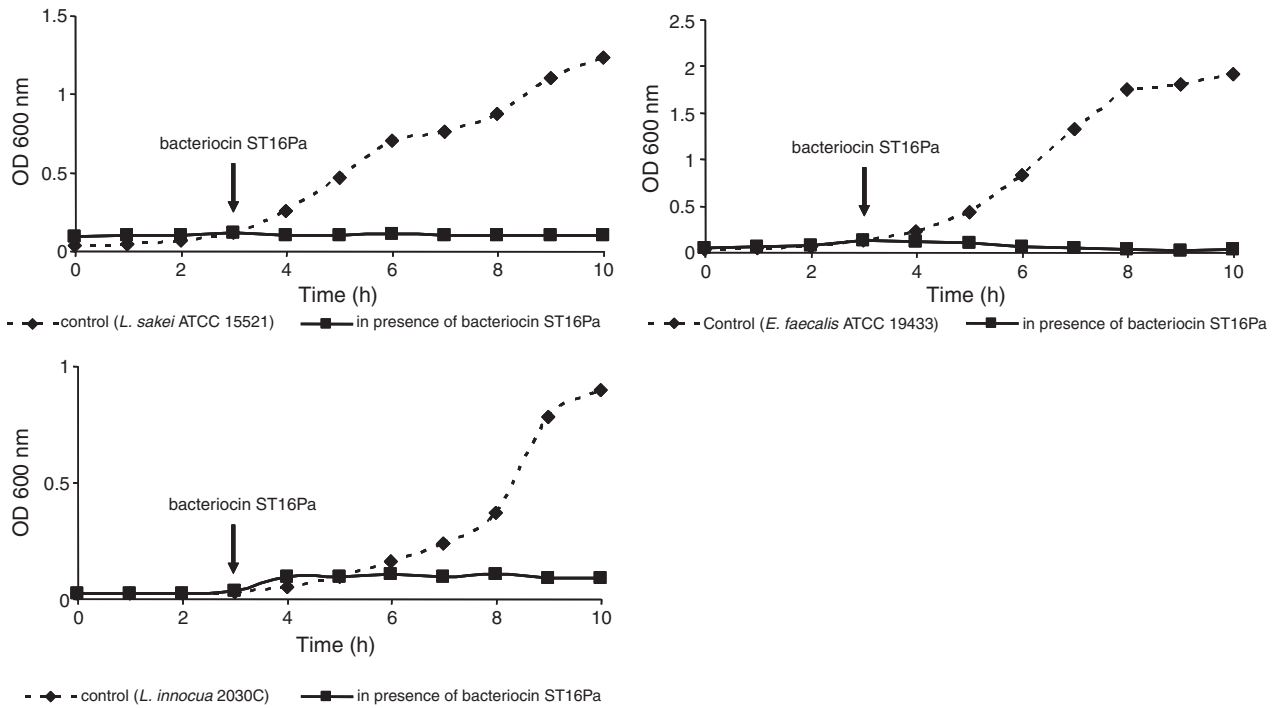 1.5
1
0.5
0
OD 600 nm
bacteriocin ST16Pa
0 2 4 6 8 10
Time (h)
control (L. sakei ATCC 15521) in presence of bacteriocin ST16Pa
2.5
2
1.5
1
0.5
0
OD 600 nm
bacteriocin ST16Pa
0 2 4 6 8 10
Time (h)
Control (E. faecalis ATCC 19433) in presence of bacteriocin ST16Pa
1
0.5
0
OD 600 nm
bacteriocin ST16Pa
0 2 4 6 8 10
Time (h)
control (L. innocua 2030C) in presence of bacteriocin ST16Pa